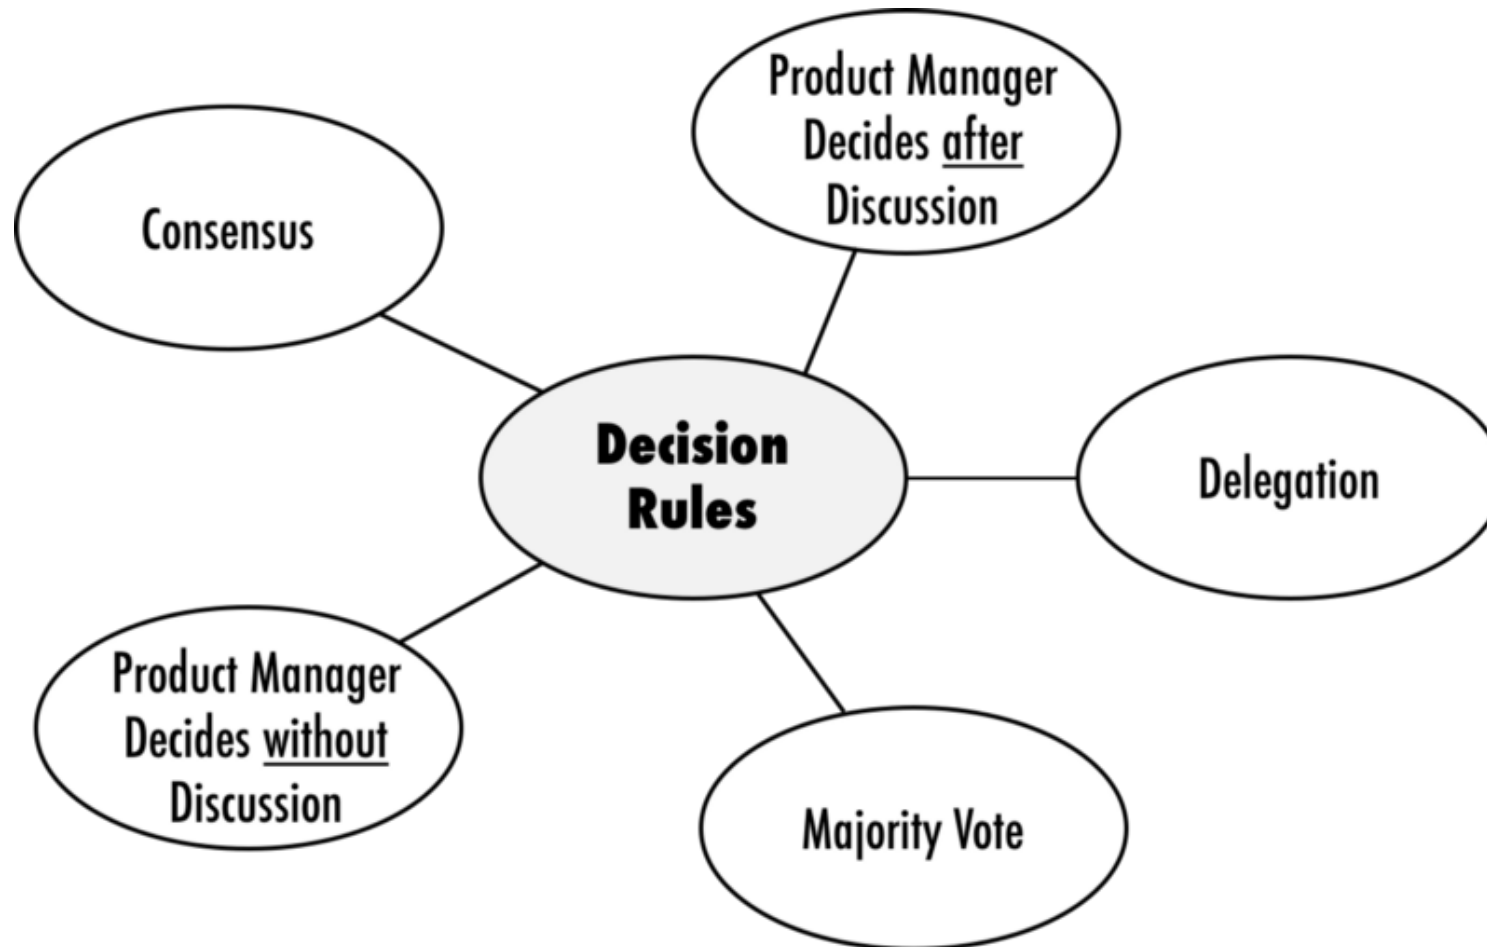 Product Manager
Decides after
Discussion
Consensus
Decision
Rules
Delegation
Product Manager
Decides without
Discussion
Majority Vote